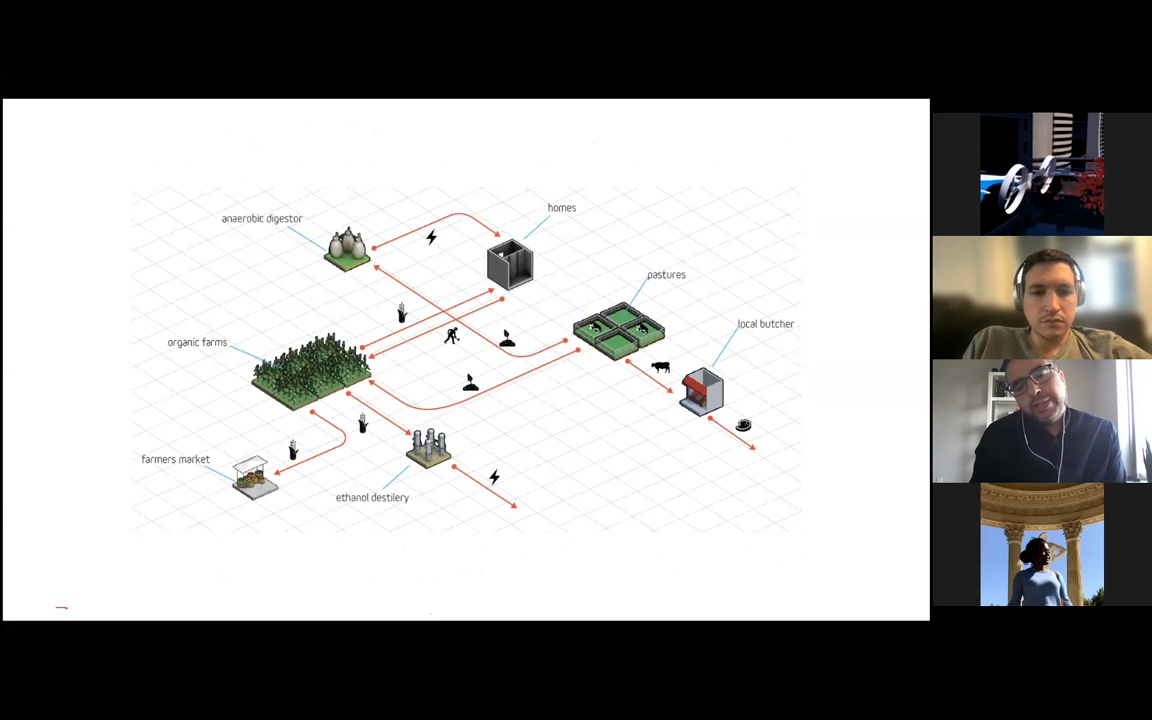 homes
anaerobic digestor
pastures
local butcher
organic farms
farmers market
ethanol destilery